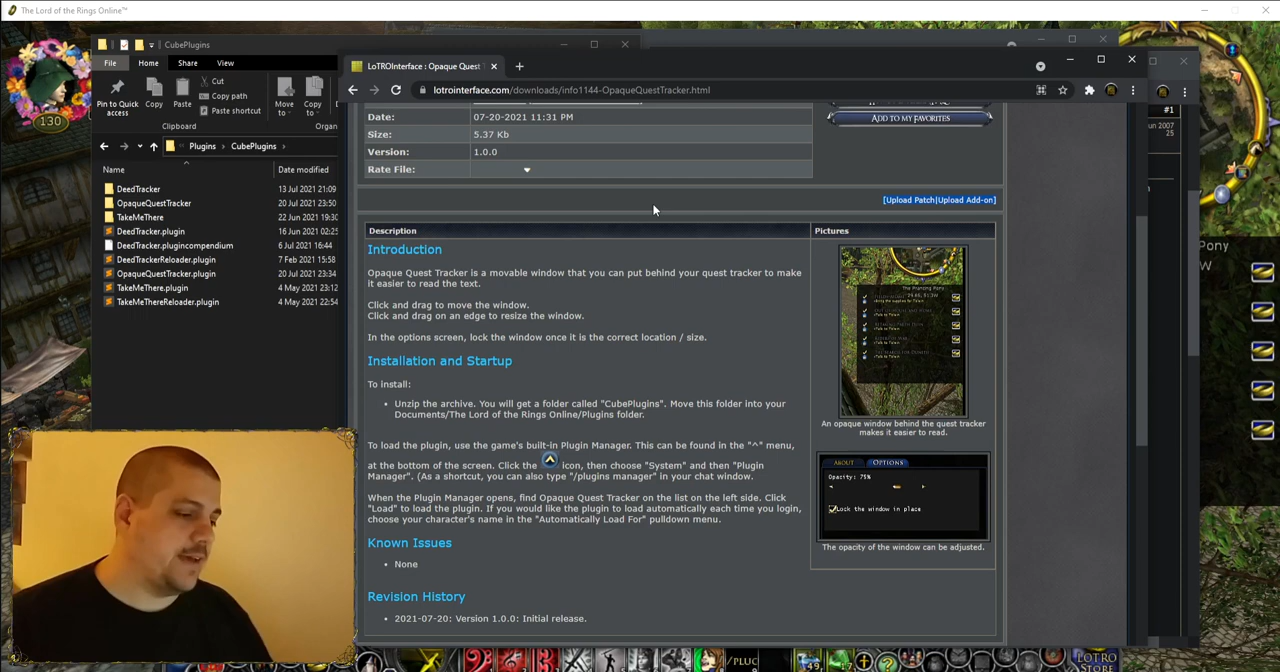 The Lord of the Rings Online™
CubePlugins
File
Home
Share
View
Pin to Quick
access
Copy
Paste
Cut
Copy path
Paste shortcut
Move
to
Copy
to
Clipboard
Organ
Plugins
CubePlugins
Name
Date modified
DeedTracker
13 Jul 2021 21:09
OpaqueQuestTracker
20 Jul 2021 23:50
TakeMeThere
22 Jun 2021 19:30
DeedTracker.plugin
16 Jun 2021 02:25
DeedTracker.plugincompendium
6 Jul 2021 16:44
DeedTrackerReloader.plugin
7 Feb 2021 15:58
OpaqueQuestTracker.plugin
20 Jul 2021 23:34
TakeMeThere.plugin
4 May 2021 23:12
TakeMeThereReloader.plugin
4 May 2021 22:54
130
LoTROInterface : Opaque Quest
lotrointerface.com/downloads/info1144-OpaqueQuestTracker.html
Date:
07-20-2021 11:31 PM
Size:
5.37 Kb
Version:
1.0.0
Rate File:
ADD TO MY FAVORITES
[Upload Patch|Upload Add-on]
Description
Pictures
Introduction
Opaque Quest Tracker is a movable window that you can put behind your quest tracker to make
it easier to read the text.
Click and drag to move the window.
Click and drag on an edge to resize the window.
In the options screen, lock the window once it is the correct location / size.
Installation and Startup
To install:
• Unzip the archive. You will get a folder called "CubePlugins". Move this folder into your
Documents/The Lord of the Rings Online/Plugins folder.
To load the plugin, use the game's built-in Plugin Manager. This can be found in the "^" menu,
at the bottom of the screen. Click the icon, then choose "System" and then "Plugin
Manager". (As a shortcut, you can also type "/plugins manager" in your chat window.
When the Plugin Manager opens, find Opaque Quest Tracker on the list on the left side. Click
"Load" to load the plugin. If you would like the plugin to load automatically each time you login,
choose your character's name in the "Automatically Load For" pulldown menu.
Known Issues
• None
Revision History
• 2021-07-20: Version 1.0.0: Initial release.
The Prancing Pony
An opaque window behind the quest tracker
makes it easier to read.
ABOUT
OPTIONS
Opacity: 75%
Lock the window in place
The opacity of the window can be adjusted.
#1
un 2007
25
Pony
W
/PLUC
49
17
LOTRO
STORE